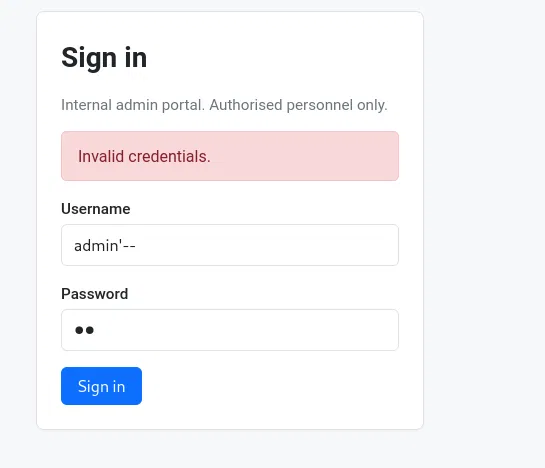 Sign in
Internal admin portal. Authorised personnel only.
Invalid credentials.
Username
admin'--
Password
●●
Sign in